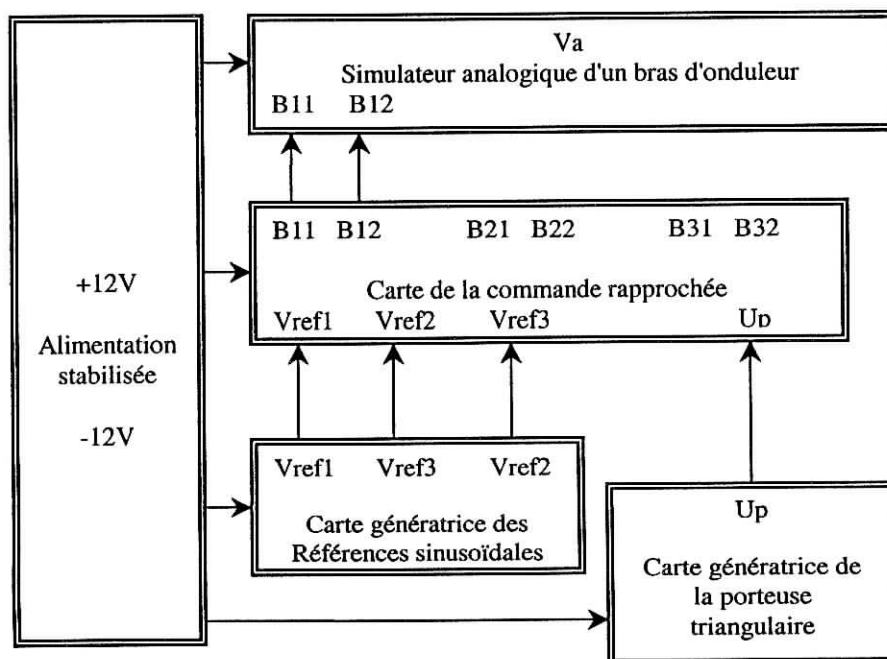 Va
Simulateur analogique d'un bras d'onduleur
B11 B12
B11 B12 B21 B22 B31 B32
Carte de la commande rapprochée
Vref1 Vref2 Vref3 Up
+12V
Alimentation
stabilisée
-12V
Vref1 Vref3 Vref2
Carte génératrice des
Références sinusoïdales
Up
Carte génératrice de
la porteuse
triangulaire